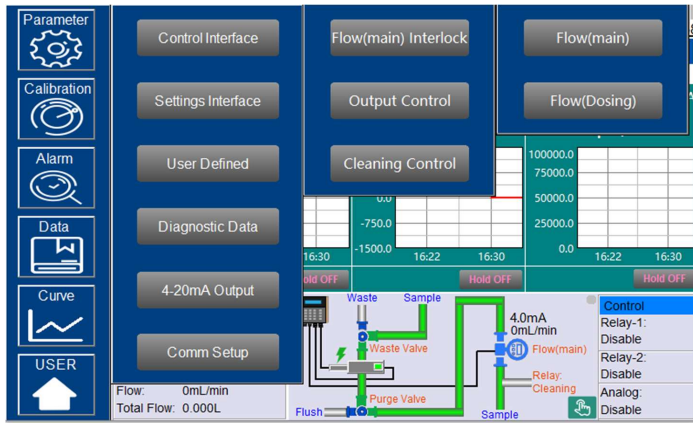 Parameter
Calibration
Alarm
Data
Curve
USER
Control Interface
Settings Interface
User Defined
Diagnostic Data
4-20mA Output
Comm Setup
Flow(main) Interlock
Output Control
Cleaning Control
Flow(main)
Flow(Dosing)
0.0
-750.0
-1500.0
16:30
16:22
16:30
100000.0
75000.0
50000.0
25000.0
0.0
16:22
16:30
old OFF
Hold OFF
Hold OFF
Flow: 0mL/min
Total Flow: 0.000L
Waste
Sample
Waste Valve
Purge Valve
Flush
4.0mA
0mL/min
Flow(main)
Relay:
Cleaning
Sample
Control
Relay-1:
Disable
Relay-2:
Disable
Analog:
Disable